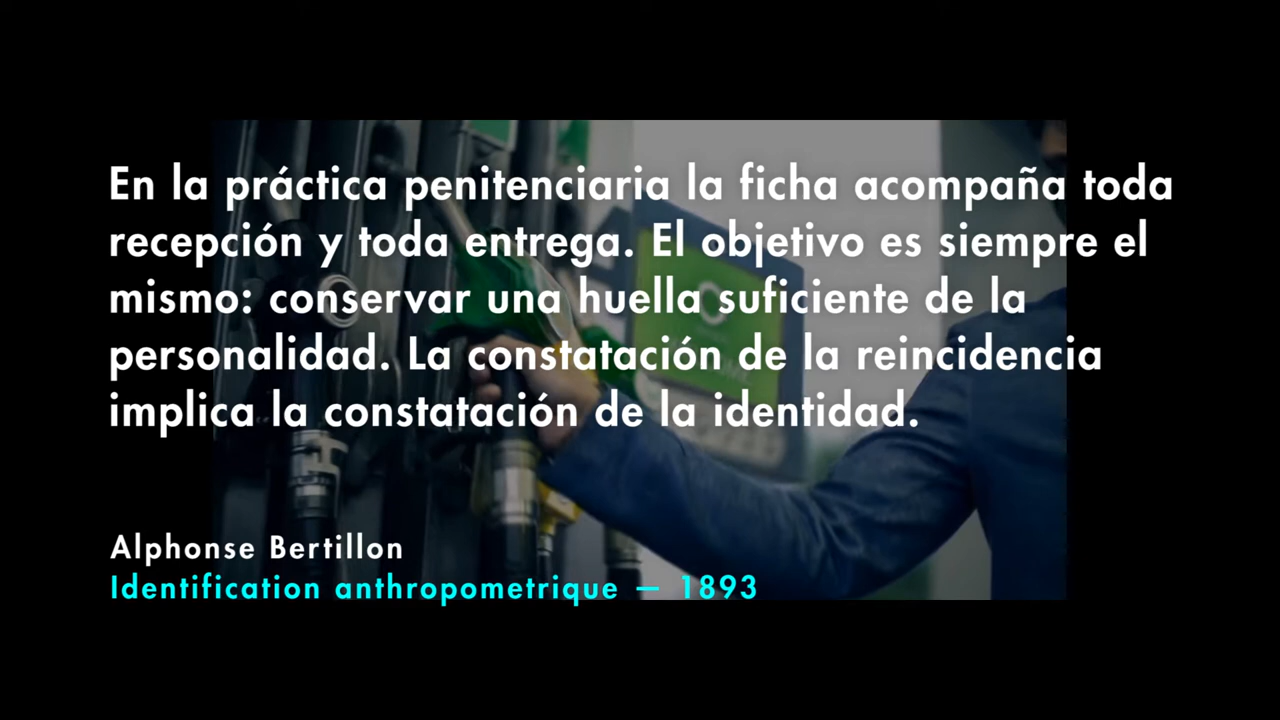 En la práctica penitenciaria la ficha acompaña toda
recepción y toda entrega. El objetivo es siempre el
mismo: conservar una huella suficiente de la
personalidad. La constatación de la reincidencia
implica la constatación de la identidad.
Alphonse Bertillon
Identification anthropometrique — 1893